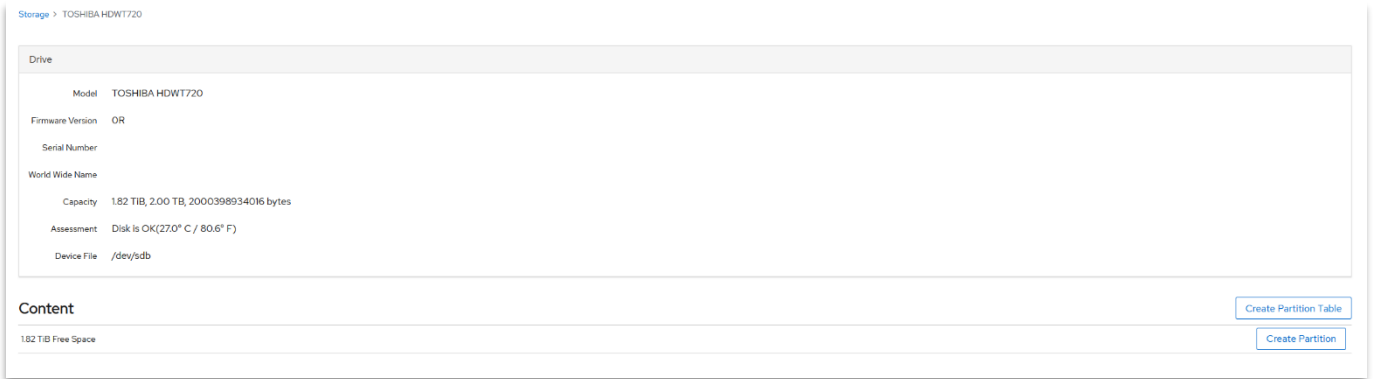 Storage > TOSHIBA HDWT720
Drive
Model TOSHIBA HDWT720
Firmware Version 0R
Serial Number
World Wide Name
Capacity 1.82 TiB, 2.00 TB, 2000398934016 bytes
Assessment Disk is OK(27.0° C / 80.6° F)
Device File /dev/sdb
Content
Create Partition Table
1.82 TiB Free Space
Create Partition